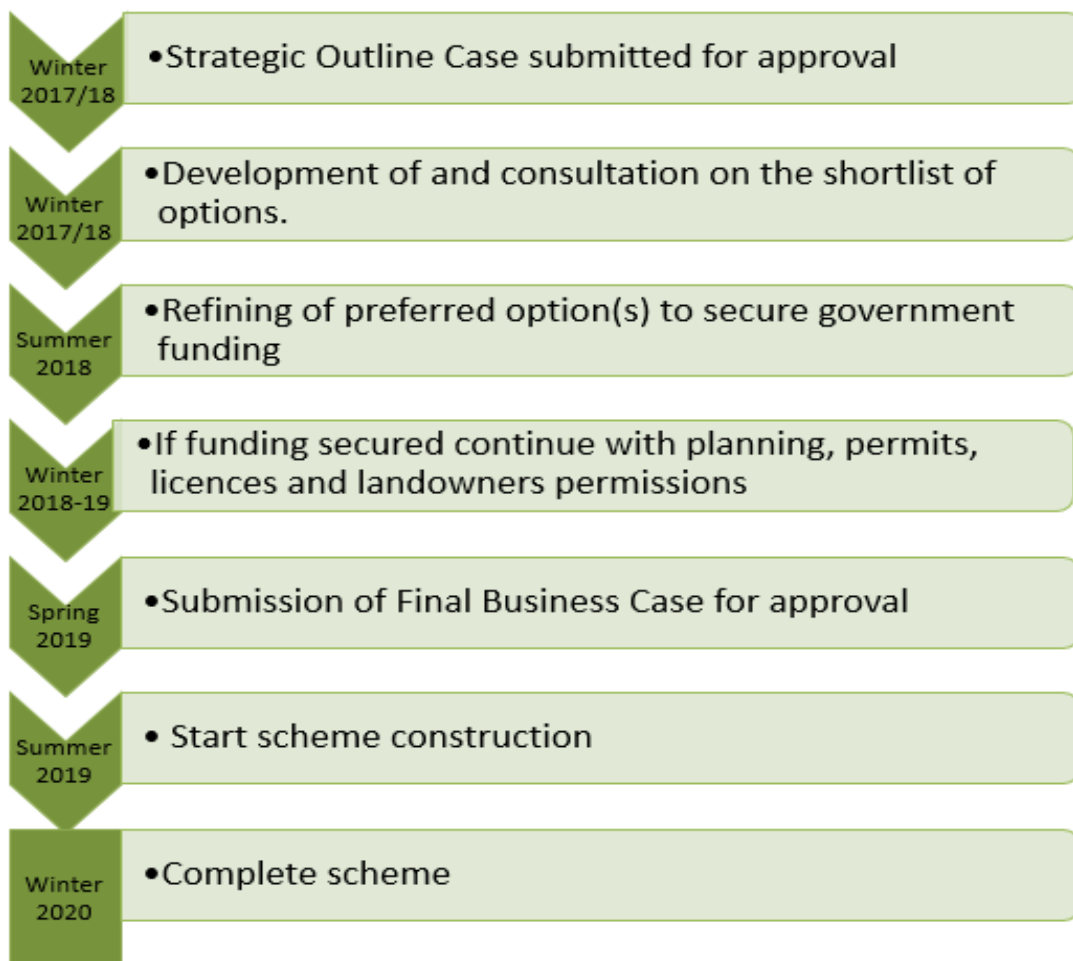 Winter
2017/18
•Strategic Outline Case submitted for approval
Winter
2017/18
•Development of and consultation on the shortlist of
options.
Summer
2018
•Refining of preferred option(s) to secure government
funding
Winter
2018-19
•If funding secured continue with planning, permits,
licences and landowners permissions
Spring
2019
•Submission of Final Business Case for approval
Summer
2019
• Start scheme construction
Winter
2020
•Complete scheme